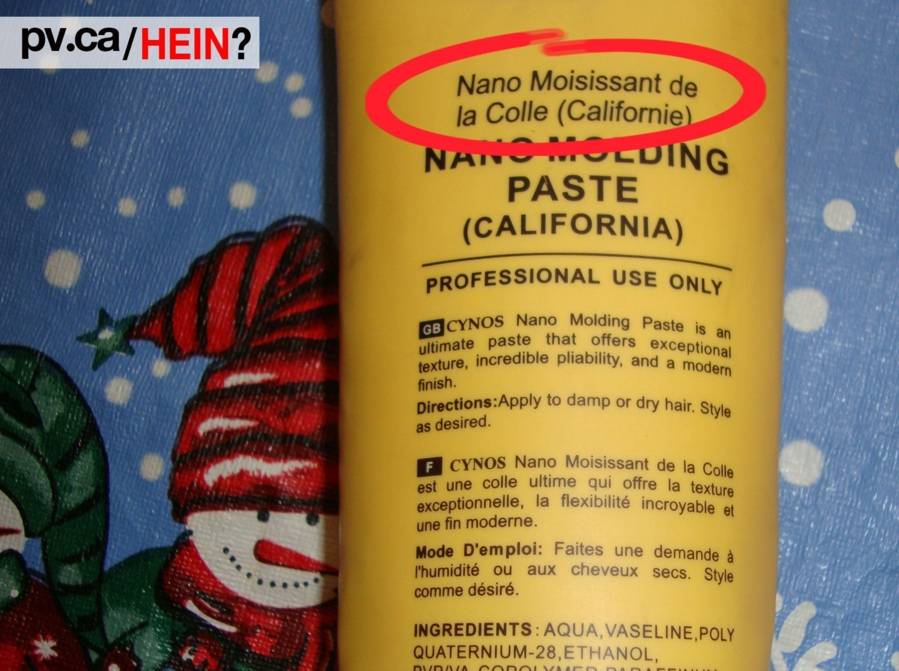 pv.ca/HEIN?
Nano Moisissant de
la Colle (Californie)
NANO MOLDING
PASTE
(CALIFORNIA)
PROFESSIONAL USE ONLY
GB CYNOS Nano Molding Paste is an
ultimate paste that offers exceptional
texture, incredible pliability, and a modern
finish.
Directions:Apply to damp or dry hair. Style
as desired.
F CYNOS Nano Moisissant de la Colle
est une colle ultime qui offre la texture
exceptionnelle, la flexibilité incroyable et
une fin moderne.
Mode D'emploi: Faites une demande à
l'humidité ou aux cheveux secs. Style
comme désiré.
INGREDIENTS: AQUA,VASELINE,POLY
QUATERNIUM-28,ETHANOL,
PVP/VA COPOLYMER PARAFFINUM